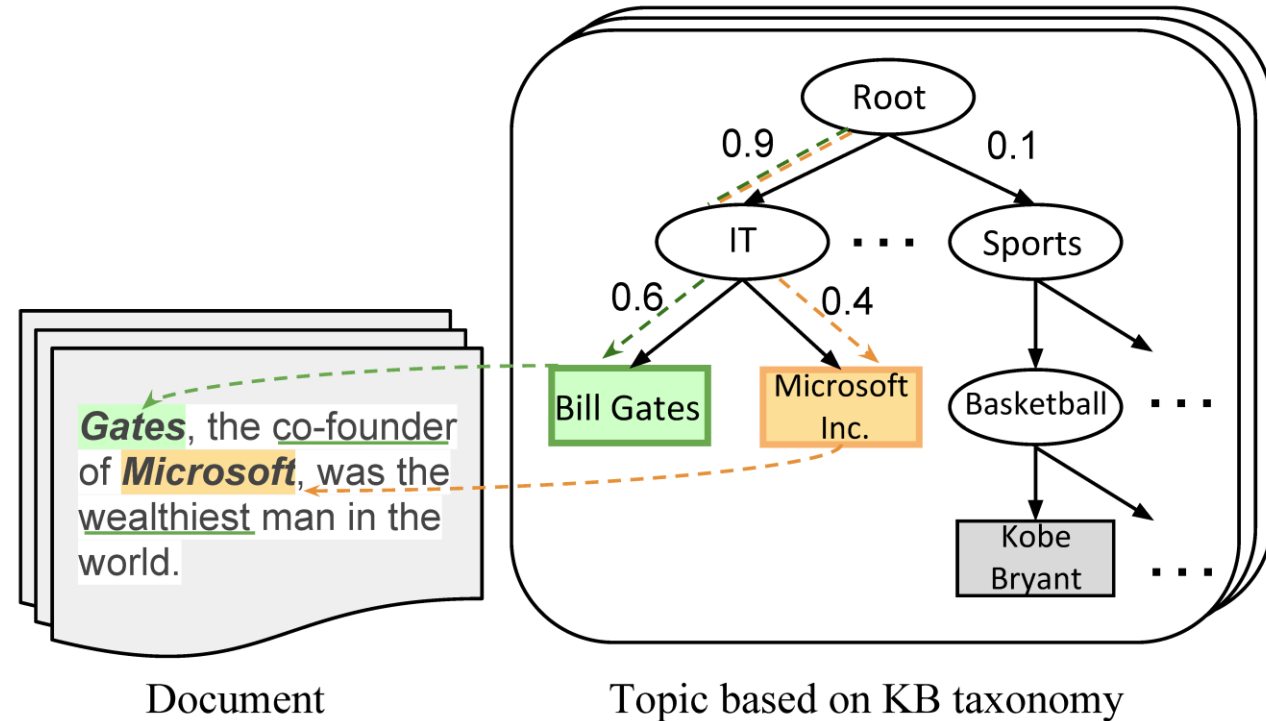 Root
0.9
0.1
IT
...
Sports
0.6
0.4
Bill Gates
Microsoft
Inc.
Basketball
...
Kobe
Bryant
...
Gates, the co-founder
of Microsoft, was the
wealthiest man in the
world.
Document
Topic based on KB taxonomy